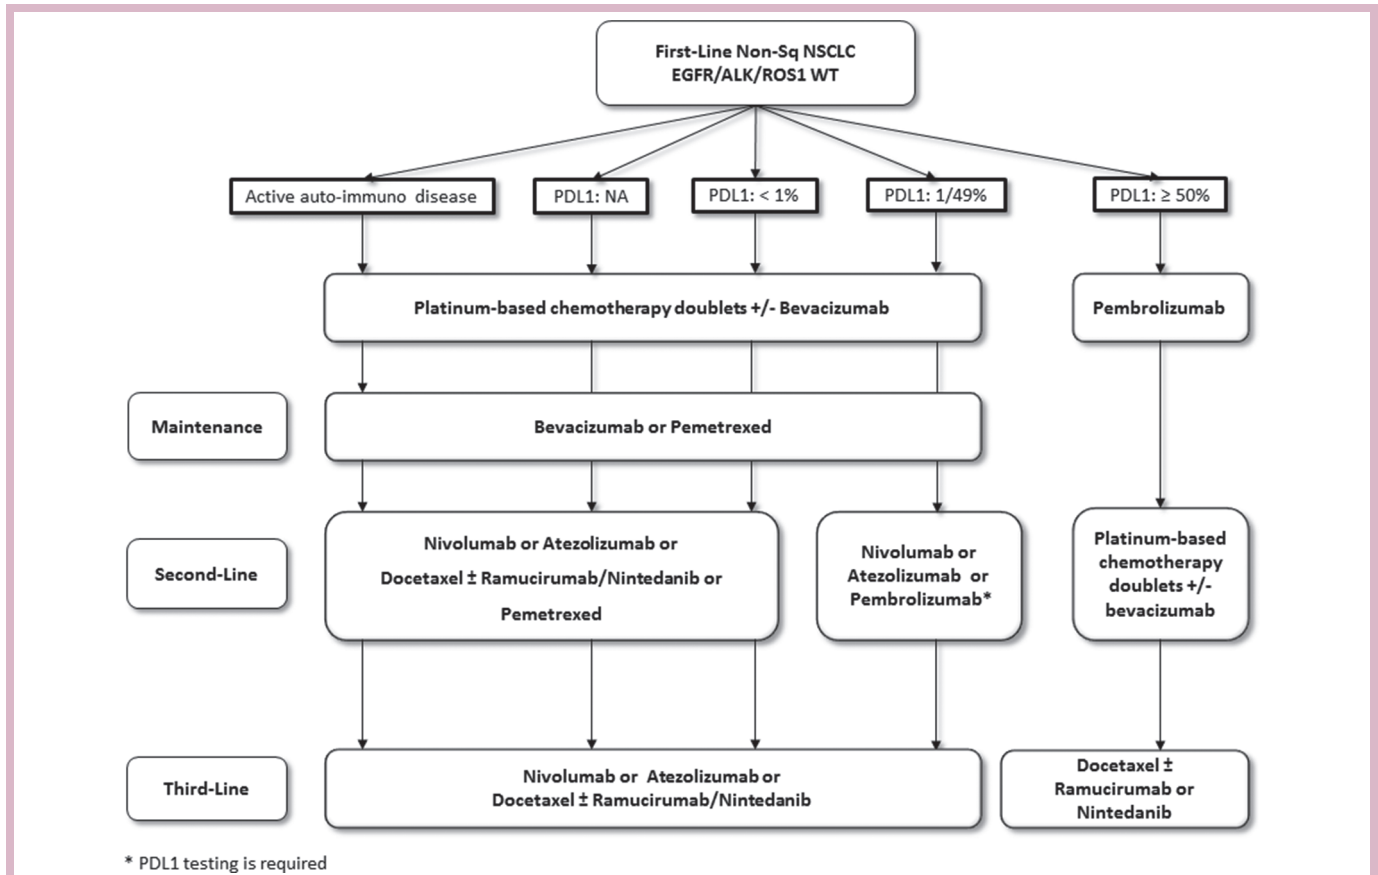 First-Line Non-Sq NSCLC
EGFR/ALK/ROS1 WT
Active auto-immuno disease
PDL1: NA
PDL1: < 1%
PDL1: 1/49%
PDL1: ≥ 50%
Platinum-based chemotherapy doublets +/- Bevacizumab
Pembrolizumab
Maintenance
Bevacizumab or Pemetrexed
Second-Line
Nivolumab or Atezolizumab or
Docetaxel ± Ramucirumab/Nintedanib or
Pemetrexed
Nivolumab or
Atezolizumab or
Pembrolizumab*
Platinum-based
chemotherapy
doublets +/-
bevacizumab
Third-Line
Nivolumab or Atezolizumab or
Docetaxel ± Ramucirumab/Nintedanib
Docetaxel ±
Ramucirumab or
Nintedanib
* PDL1 testing is required